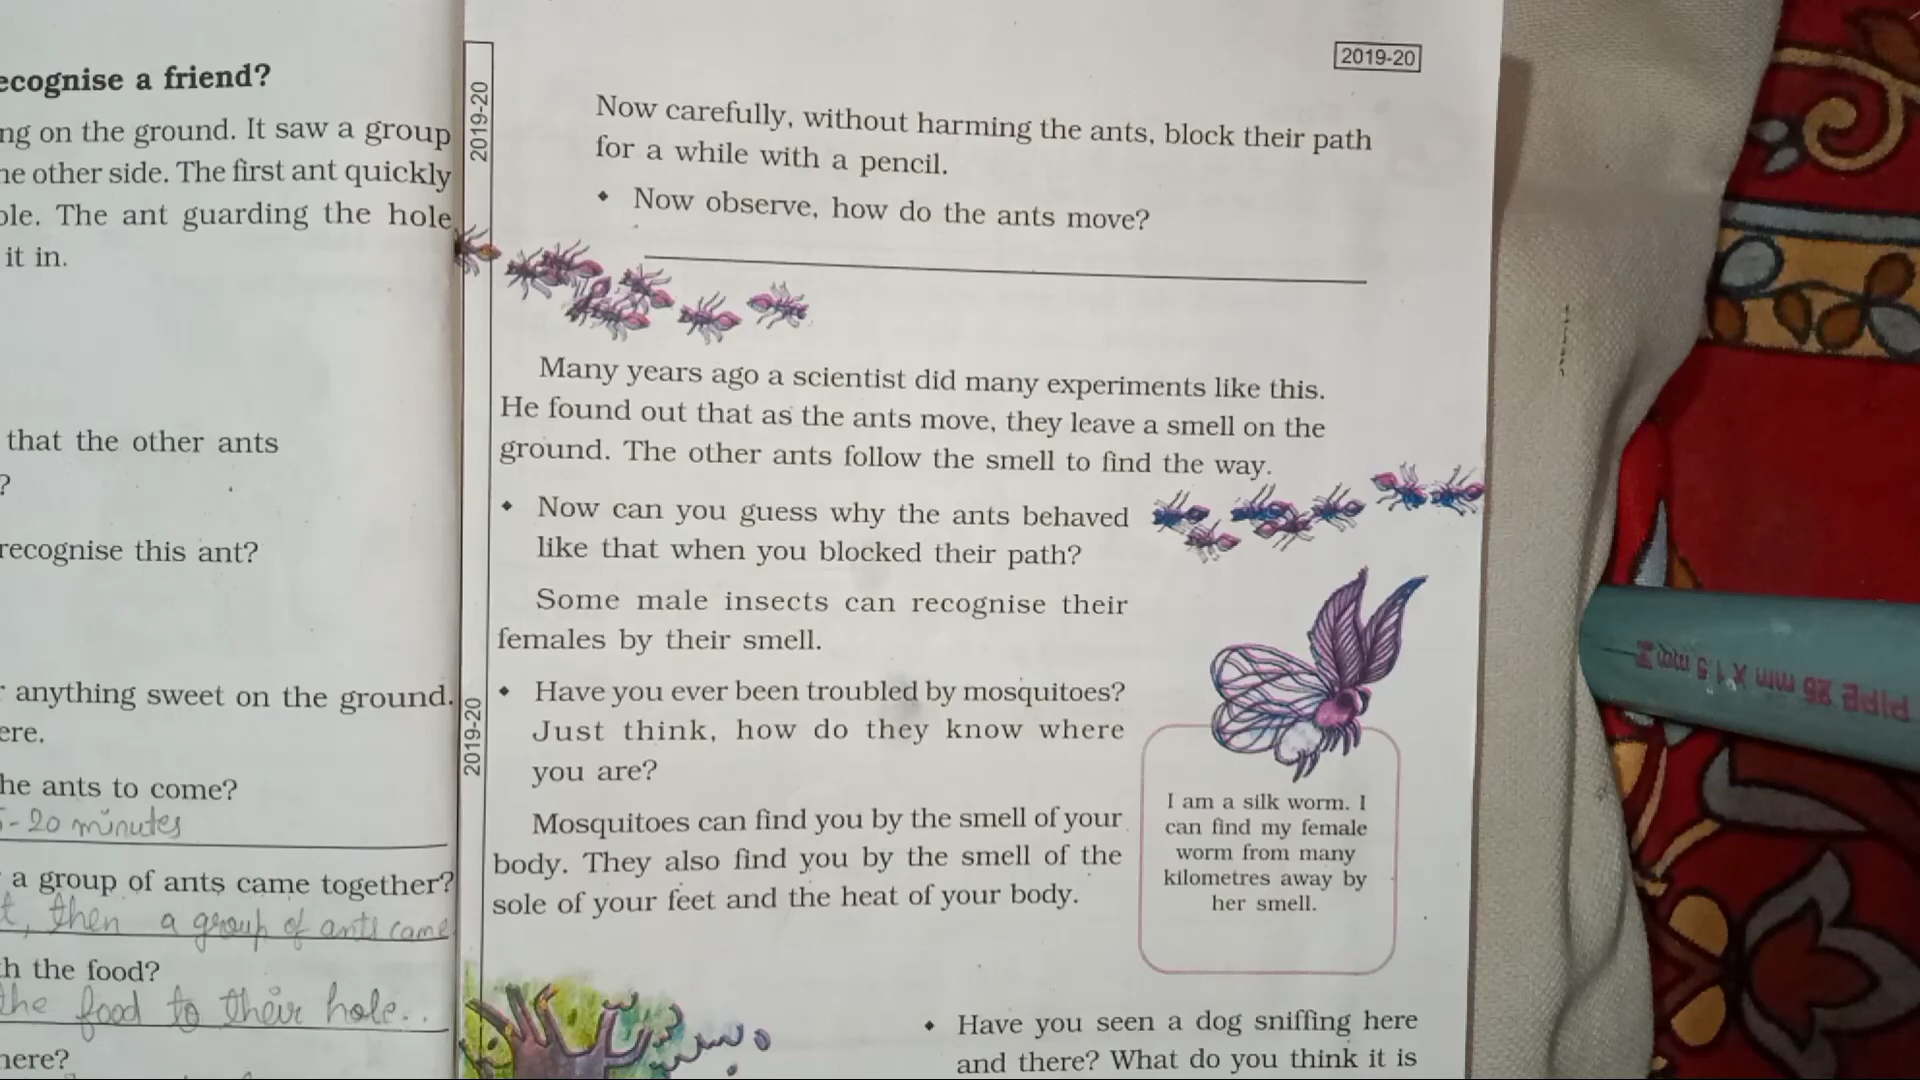 ecognise a friend?
ng on the ground. It saw a group
he other side. The first ant quickly
ole. The ant guarding the hole
it in.
that the other ants
?
recognise this ant?
anything sweet on the ground.
ere.
he ants to come?
5-20 minutes
a group of ants came together?
t, then a group of ants came
h the food?
the food to their hole..
here?
2019-20
2019-20
2019-20
Now carefully, without harming the ants, block their path
for a while with a pencil.
• Now observe, how do the ants move?
Many years ago a scientist did many experiments like this.
He found out that as the ants move, they leave a smell on the
ground. The other ants follow the smell to find the way.
• Now can you guess why the ants behaved
like that when you blocked their path?
Some male insects can recognise their
females by their smell.
• Have you ever been troubled by mosquitoes?
Just think, how do they know where
you are?
Mosquitoes can find you by the smell of your
body. They also find you by the smell of the
sole of your feet and the heat of your body.
I am a silk worm. I
can find my female
worm from many
kilometres away by
her smell.
• Have you seen a dog sniffing here
and there? What do you think it is
PIPE 25 mm X 1.5 mm